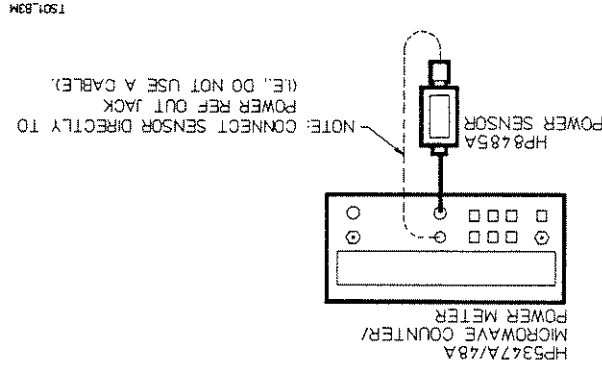 HP5347A/48A
MICROWAVE COUNTER/
POWER METER
HP8485A
POWER SENSOR
NOTE: CONNECT SENSOR DIRECTLY TO
POWER REF OUT JACK
(I.E., DO NOT USE A CABLE).
TS01_B3M